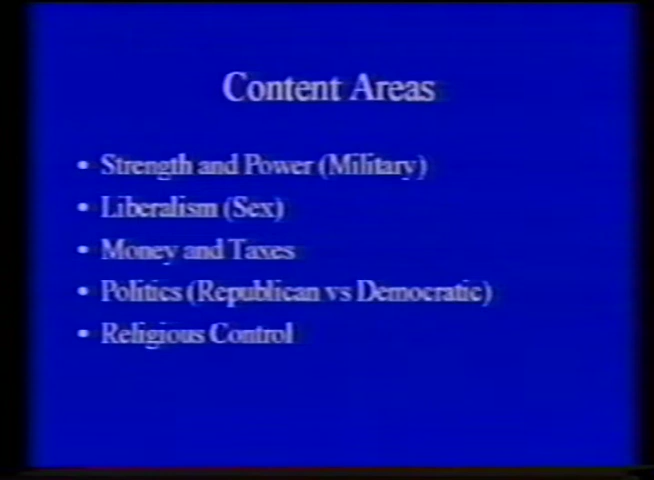 Content Areas
• Strength and Power (Military)
• Liberalism (Sex)
• Money and Taxes
• Politics (Republican vs Democratic)
• Religious Control